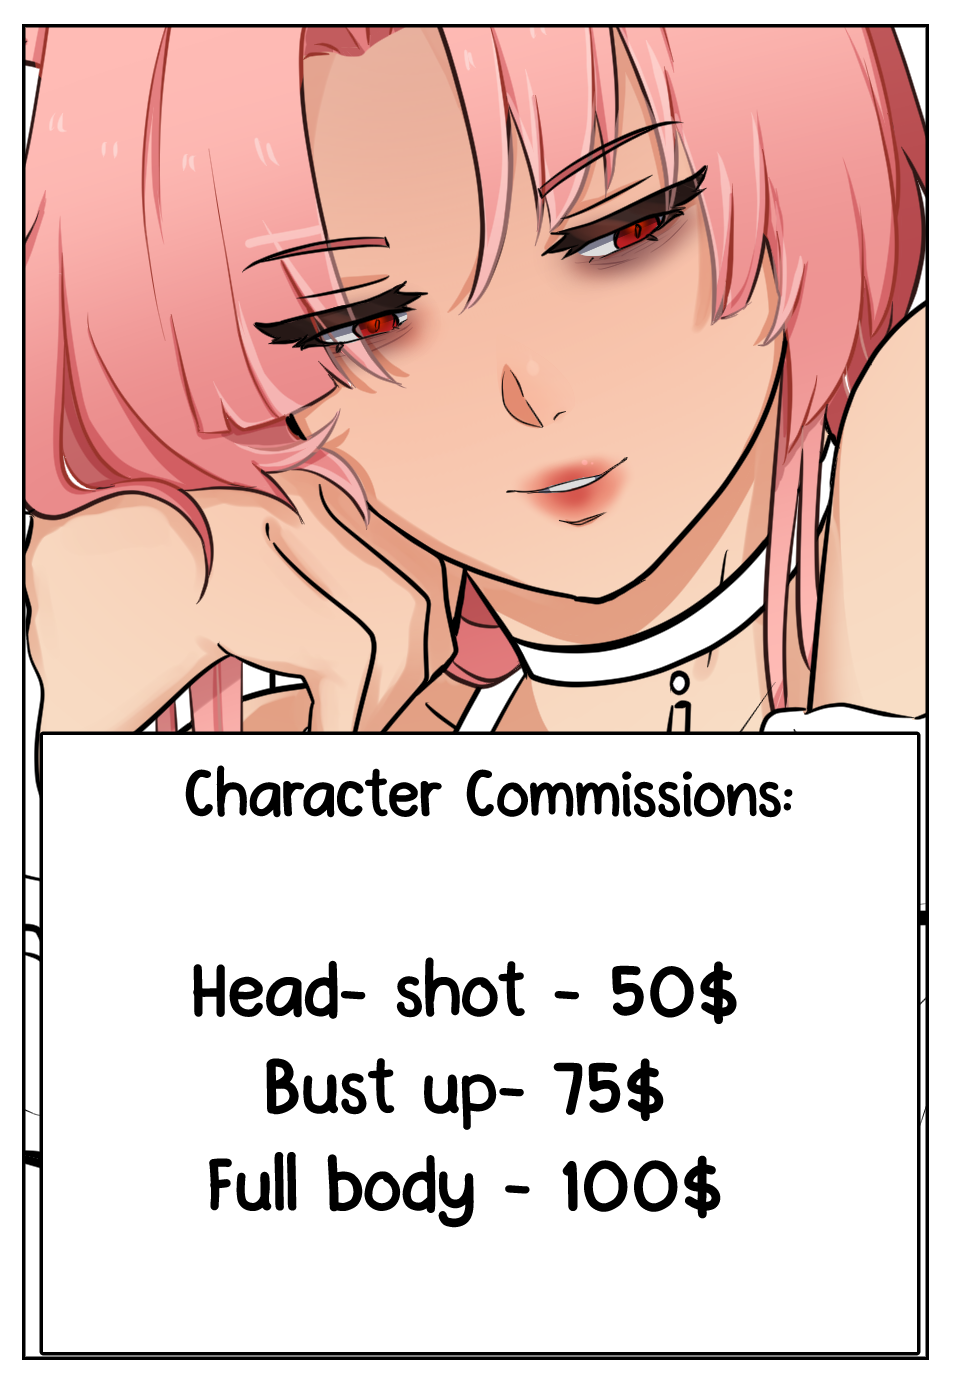 Character Commissions:
Head- shot - 50$
Bust up- 75$
Full body - 100$